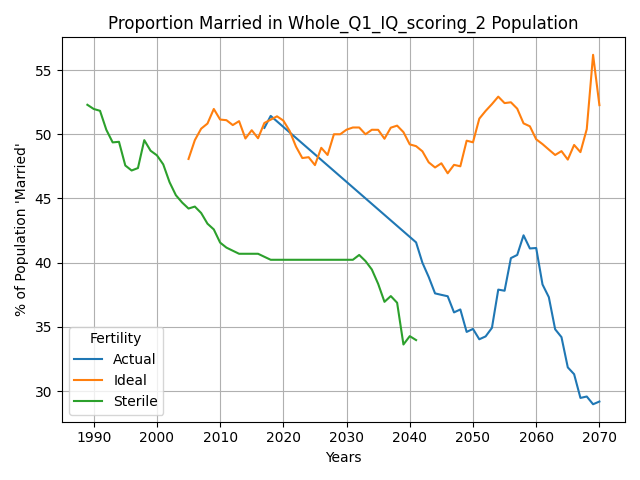 Proportion Married in Whole_Q1_IQ_scoring_2 Population
% of Population 'Married'
55
50
45
40
35
30
Fertility
Actual
Ideal
Sterile
1990 2000 2010 2020 2030 2040 2050 2060 2070
Years